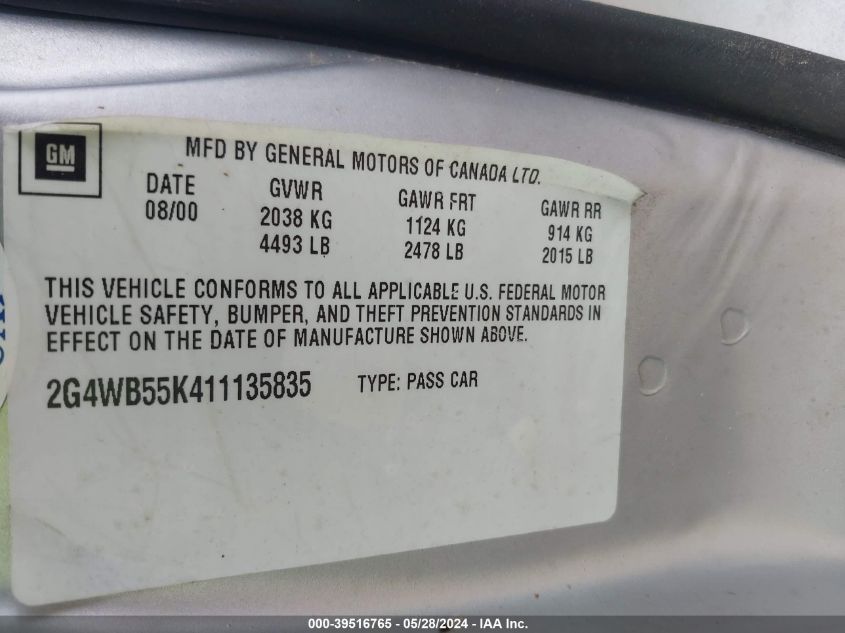 GM
MFD BY GENERAL MOTORS OF CANADA LTD.
DATE GVWR GAWR FRT GAWR RR
08/00 2038 KG 1124 KG 914 KG
4493 LB 2478 LB 2015 LB
THIS VEHICLE CONFORMS TO ALL APPLICABLE U.S. FEDERAL MOTOR
VEHICLE SAFETY, BUMPER, AND THEFT PREVENTION STANDARDS IN
EFFECT ON THE DATE OF MANUFACTURE SHOWN ABOVE.
2G4WB55K411135835 TYPE: PASS CAR
000-39516765 - 05/28/2024 - IAA Inc.